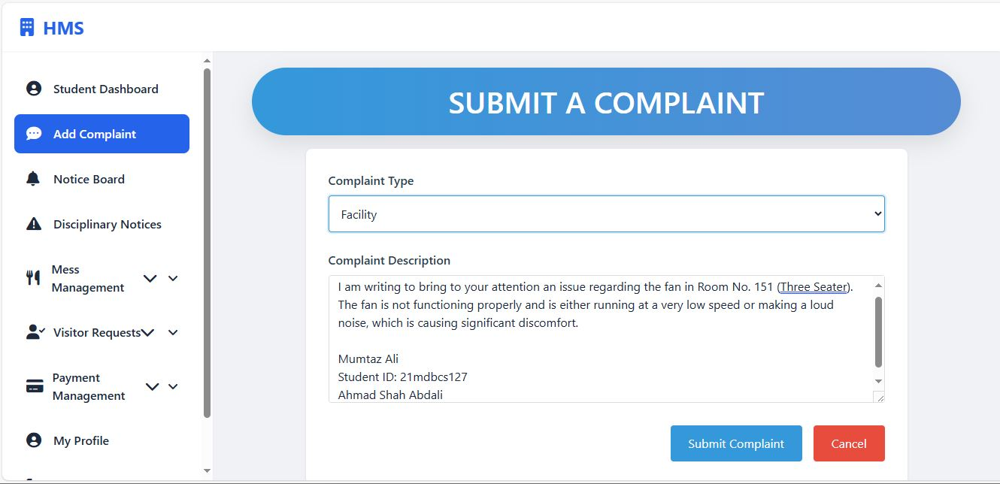 HMS
Student Dashboard
Add Complaint
Notice Board
Disciplinary Notices
Mess
Management
Visitor Requests
Payment
Management
My Profile
SUBMIT A COMPLAINT
Complaint Type
Facility
Complaint Description
I am writing to bring to your attention an issue regarding the fan in Room No. 151 (Three Seater).
The fan is not functioning properly and is either running at a very low speed or making a loud
noise, which is causing significant discomfort.
Mumtaz Ali
Student ID: 21mdbcs127
Ahmad Shah Abdali
Submit Complaint
Cancel